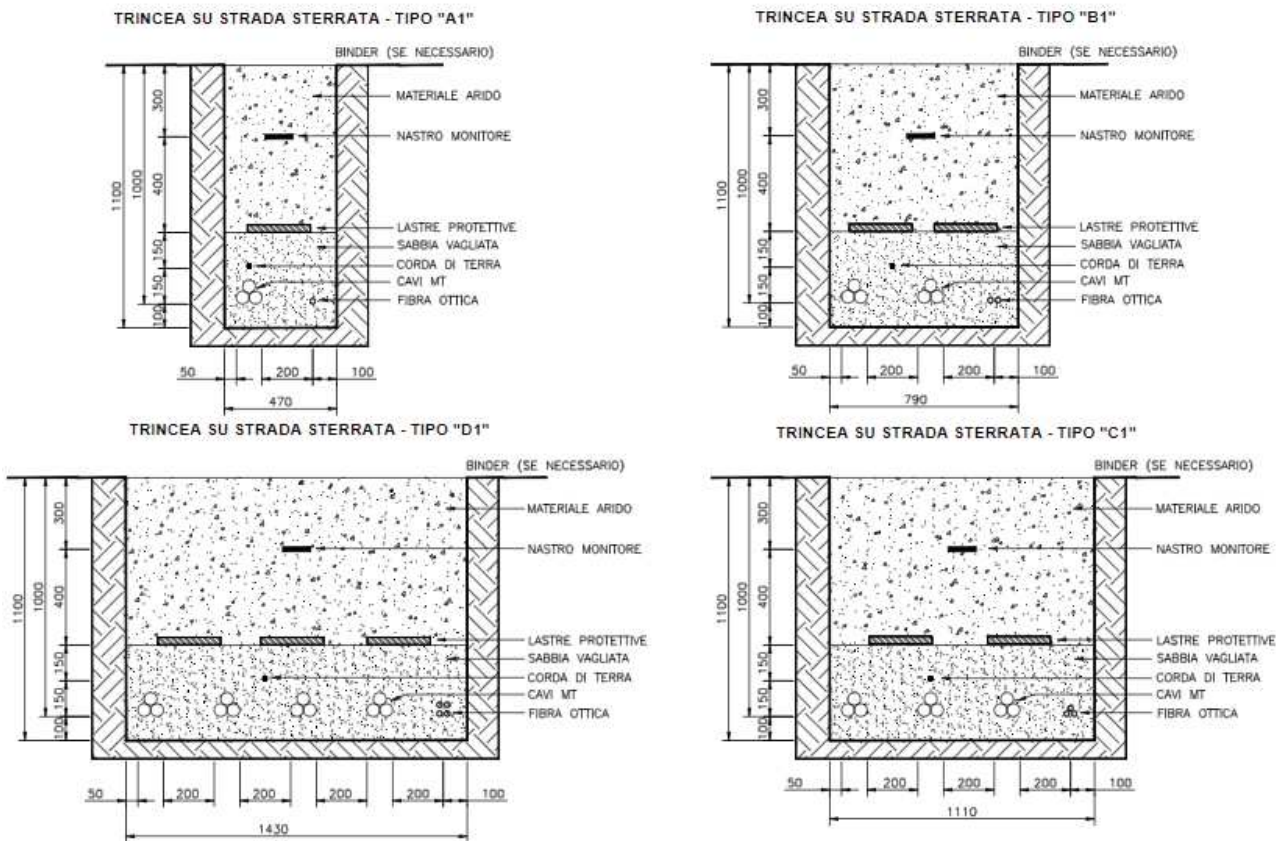 TRINCEA SU STRADA STERRATA - TIPO "A1"
BINDER (SE NECESSARIO)
MATERIALE ARIDO
NASTRO MONITORE
LASTRE PROTETTIVE
SABBIA VAGLIATA
CORDA DI TERRA
CAVI MT
FIBRA OTTICA
1100
1000
300
400
150
150
100
50
200
100
470
TRINCEA SU STRADA STERRATA - TIPO "B1"
BINDER (SE NECESSARIO)
MATERIALE ARIDO
NASTRO MONITORE
LASTRE PROTETTIVE
SABBIA VAGLIATA
CORDA DI TERRA
CAVI MT
FIBRA OTTICA
1100
1000
300
400
150
150
100
50
200
200
100
790
TRINCEA SU STRADA STERRATA - TIPO "D1"
BINDER (SE NECESSARIO)
MATERIALE ARIDO
NASTRO MONITORE
LASTRE PROTETTIVE
SABBIA VAGLIATA
CORDA DI TERRA
CAVI MT
FIBRA OTTICA
1100
1000
300
400
150
150
100
50
200
200
200
200
100
1430
TRINCEA SU STRADA STERRATA - TIPO "C1"
BINDER (SE NECESSARIO)
MATERIALE ARIDO
NASTRO MONITORE
LASTRE PROTETTIVE
SABBIA VAGLIATA
CORDA DI TERRA
CAVI MT
FIBRA OTTICA
1100
1000
300
400
150
150
100
50
200
200
200
100
1110